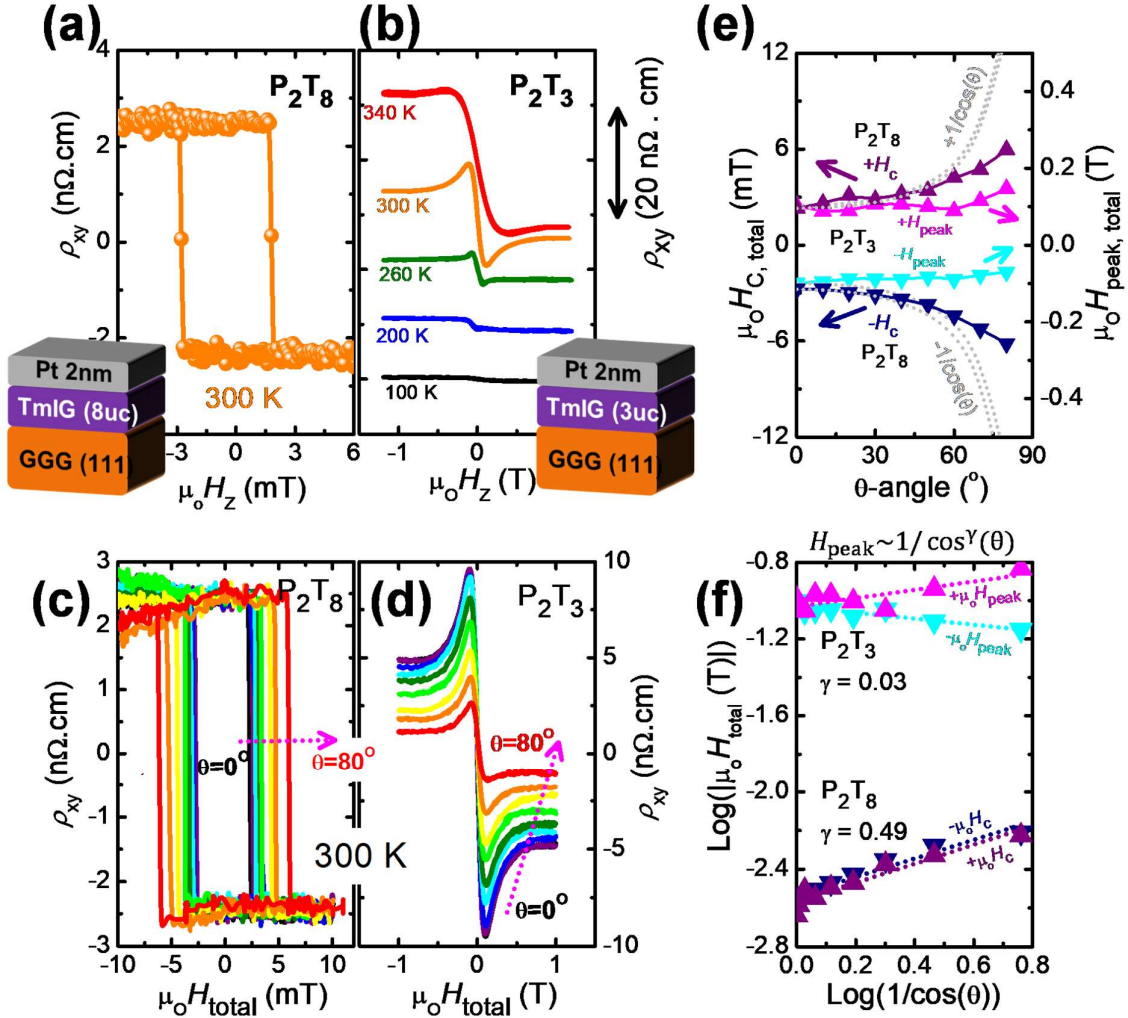 (a)
4
2
0
-2
ρxy (nΩ.cm)
P2T8
300 K
-3
0
3
6
μoHz (mT)
Pt 2nm
TmIG (8uc)
GGG (111)
(b)
P2T3
340 K
300 K
260 K
200 K
100 K
-1
0
μoHz (T)
ρxy (20 nΩ . cm)
Pt 2nm
TmIG (3uc)
GGG (111)
(e)
12
6
0
-6
-12
μoHC, total (mT)
0.4
0.2
0.0
-0.2
-0.4
μoHpeak, total (T)
+1/cos(θ)
P2T8
+Hc
+Hpeak
P2T3
-Hpeak
-Hc
P2T8
-1/cos(θ)
0
30
60
90
θ-angle (o)
(c)
3
2
1
0
-1
-2
-3
ρxy (nΩ.cm)
P2T8
θ=0o
θ=80o
300 K
-10
-5
0
5
10
μoHtotal (mT)
(d)
P2T3
10
5
0
-5
-10
ρxy (nΩ.cm)
θ=80o
θ=0o
-1
0
1
μoHtotal (T)
Hpeak~1/cosγ(θ)
(f)
-0.8
-1.2
-1.6
-2.0
-2.4
-2.8
Log(|μoHtotal (T)|)
+μoHpeak
-μoHpeak
P2T3
γ = 0.03
P2T8
γ = 0.49
-μoHC
+μoHC
0.0
0.2
0.4
0.6
0.8
Log(1/cos(θ))